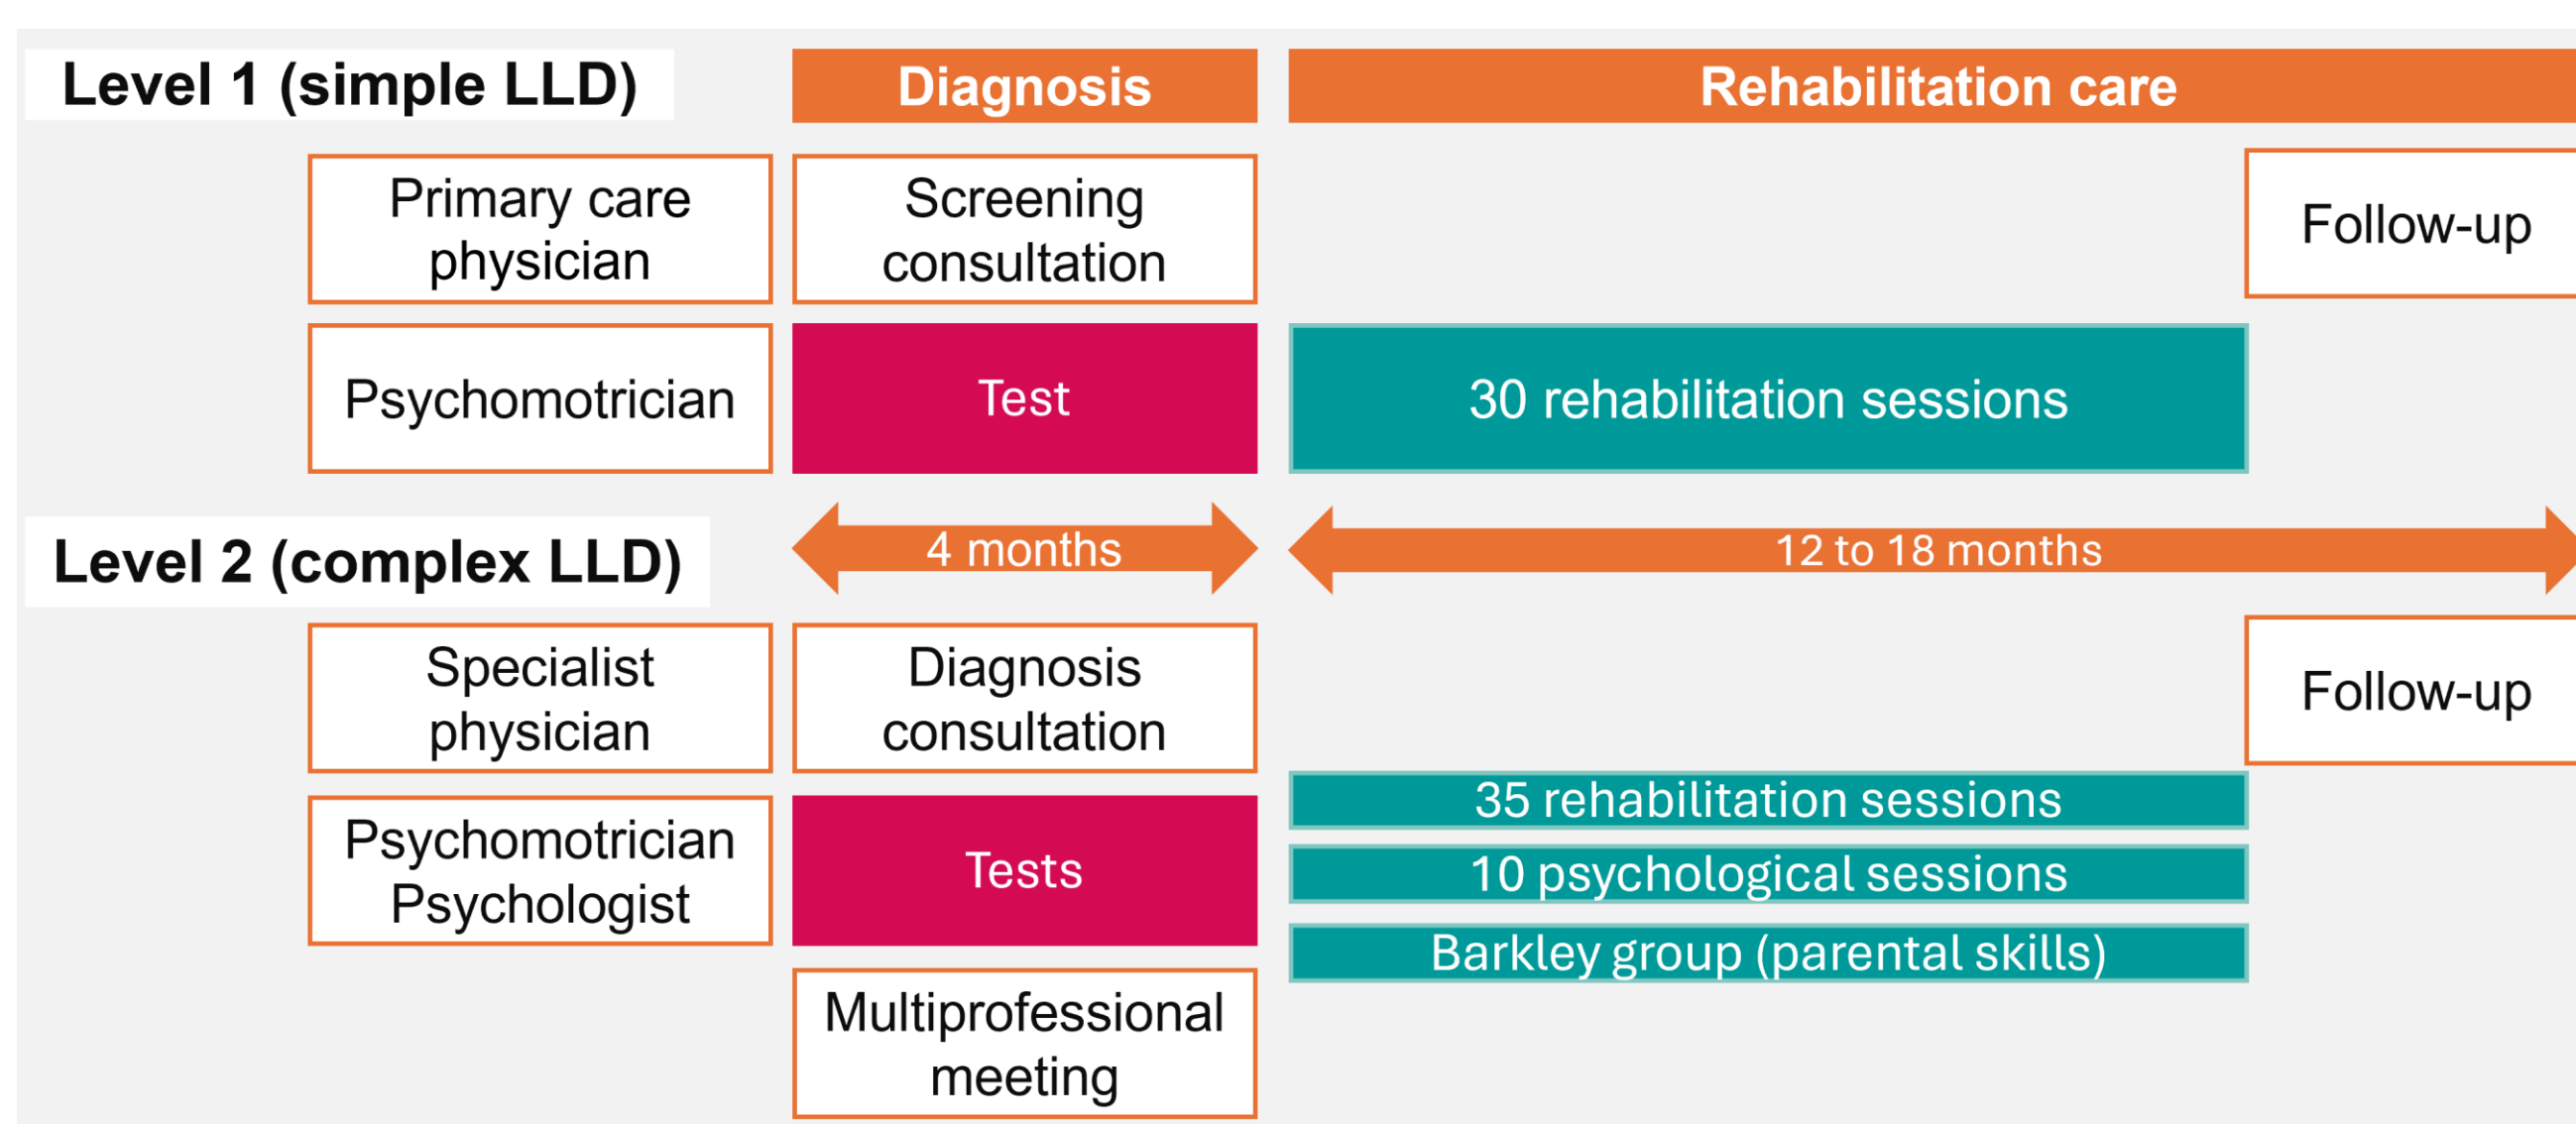 Level 1 (simple LLD)
Diagnosis
Rehabilitation care
Primary care
physician
Screening
consultation
Follow-up
Psychomotrician
Test
30 rehabilitation sessions
4 months
12 to 18 months
Level 2 (complex LLD)
Specialist
physician
Diagnosis
consultation
Follow-up
Psychomotrician
Psychologist
Tests
35 rehabilitation sessions
10 psychological sessions
Barkley group (parental skills)
Multiprofessional
meeting